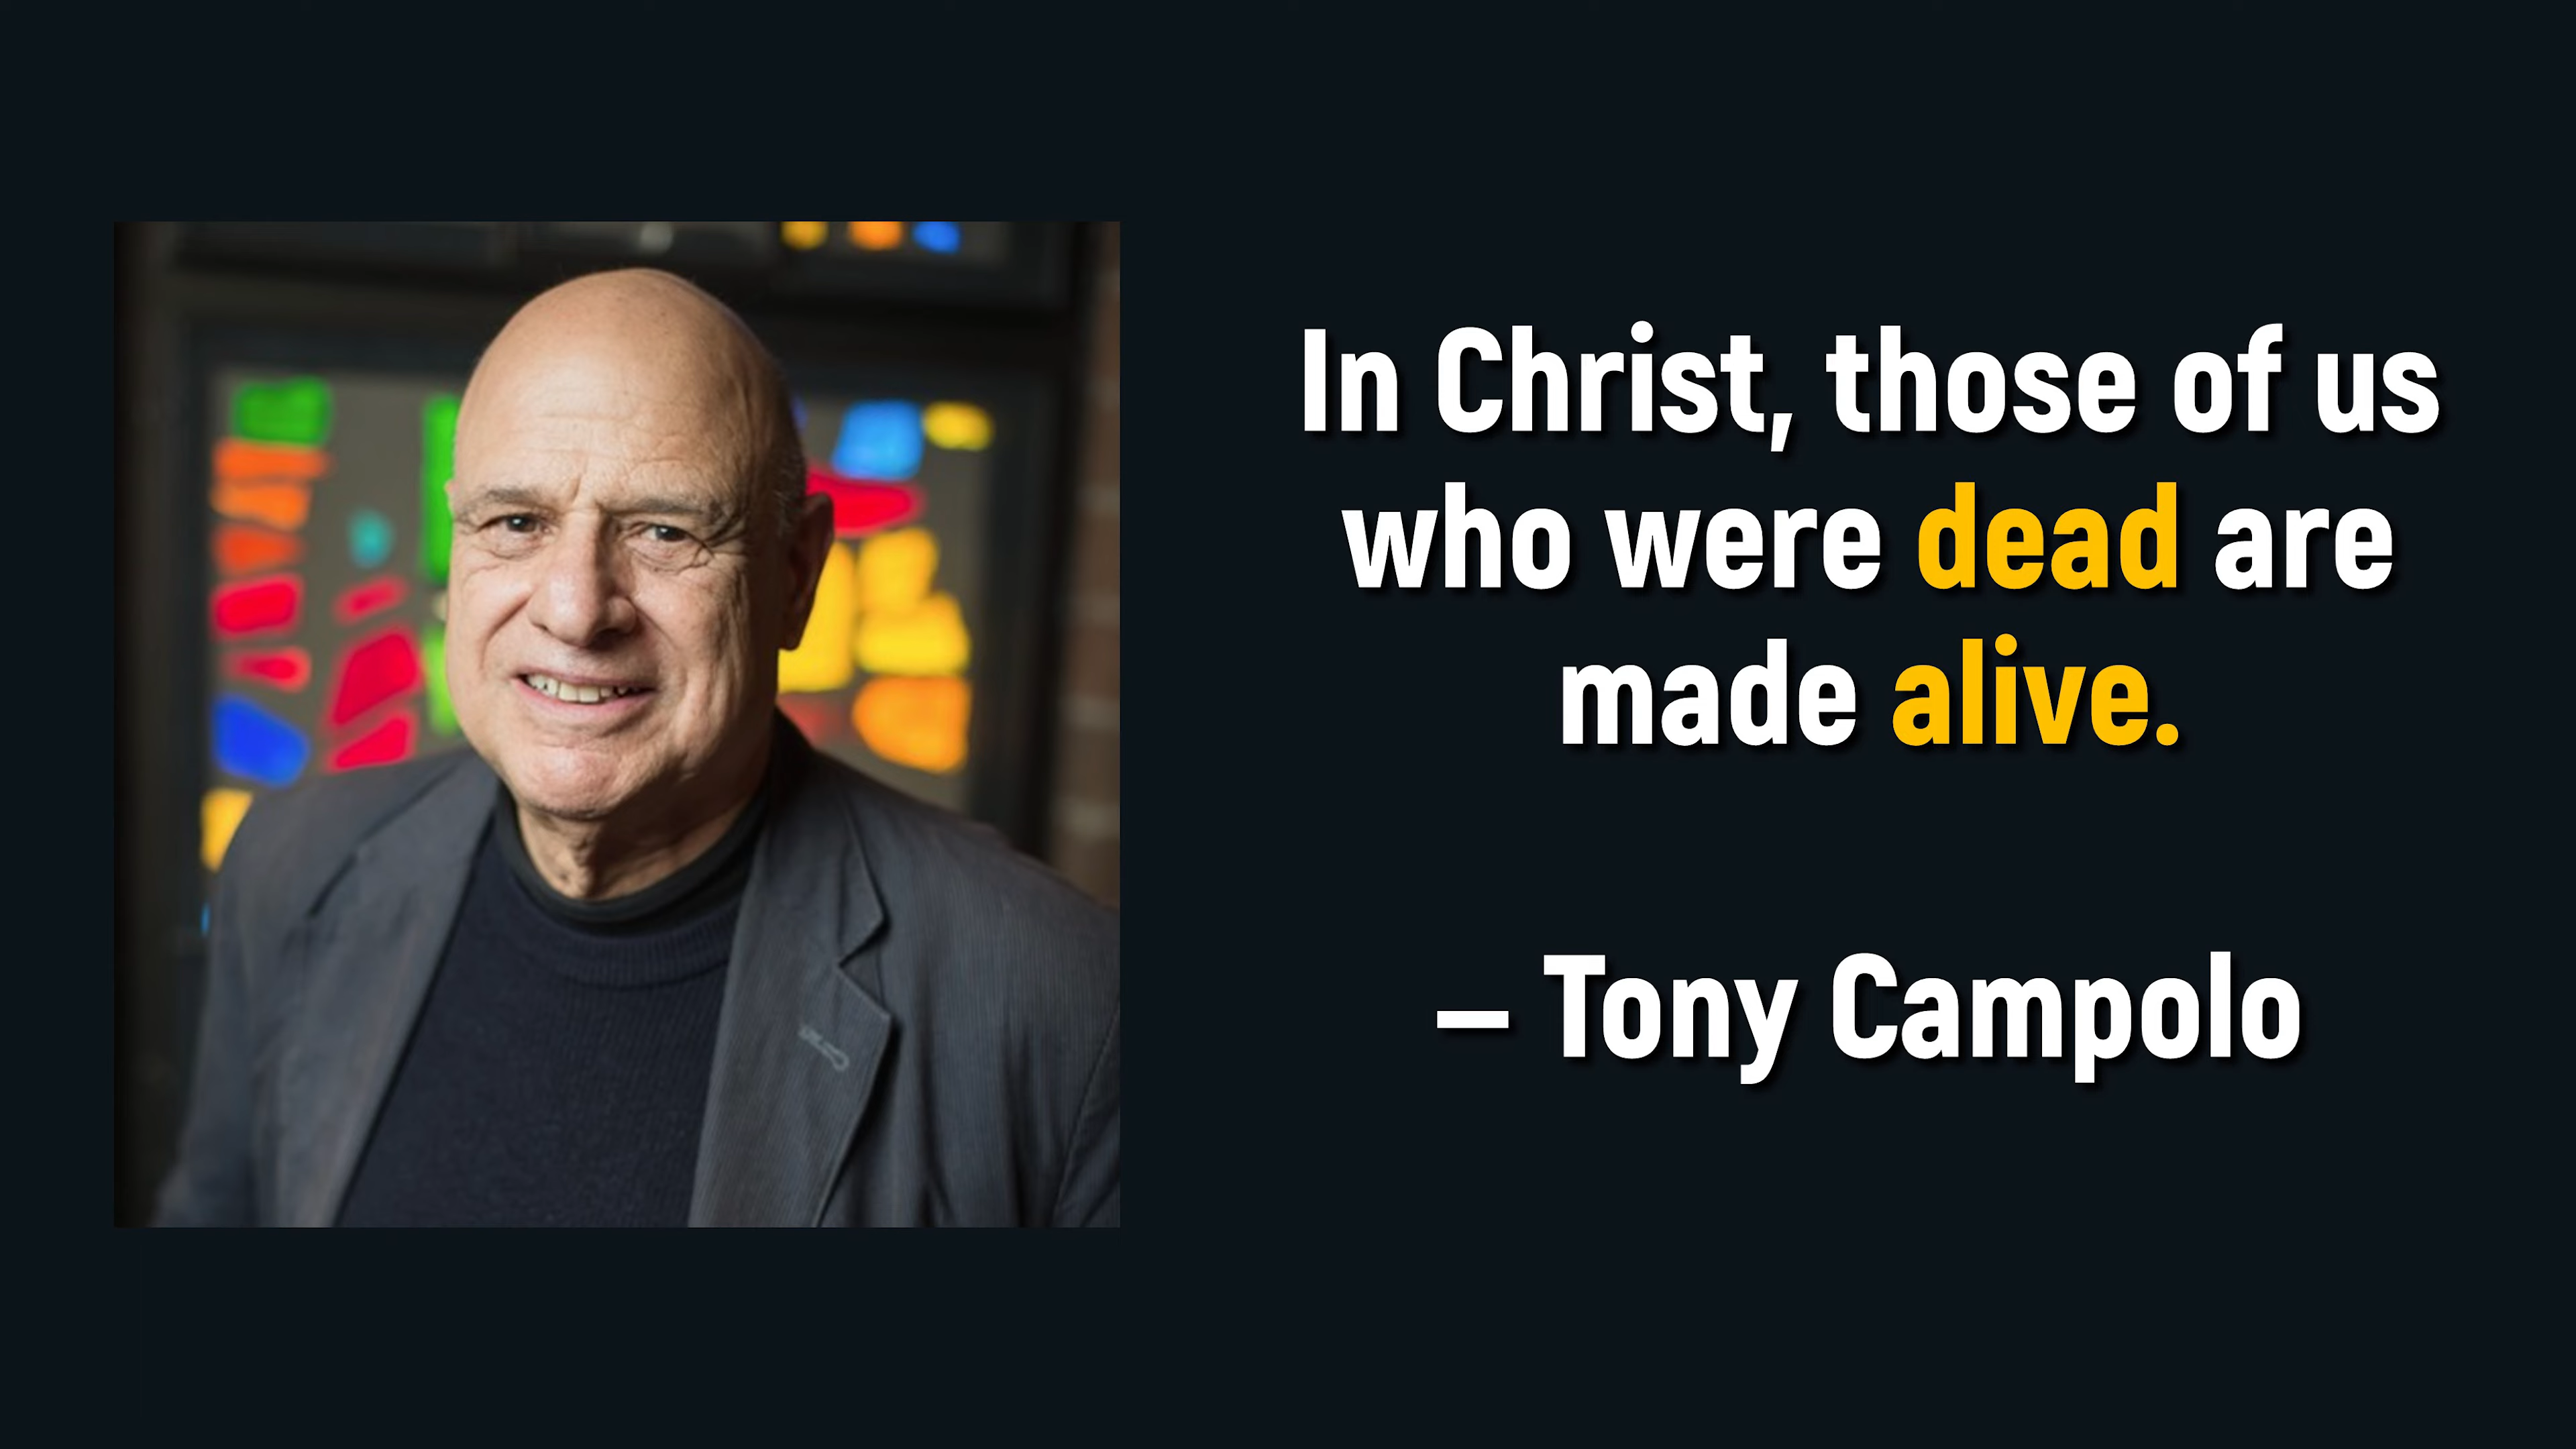 In Christ, those of us
who were dead are
made alive.
– Tony Campolo